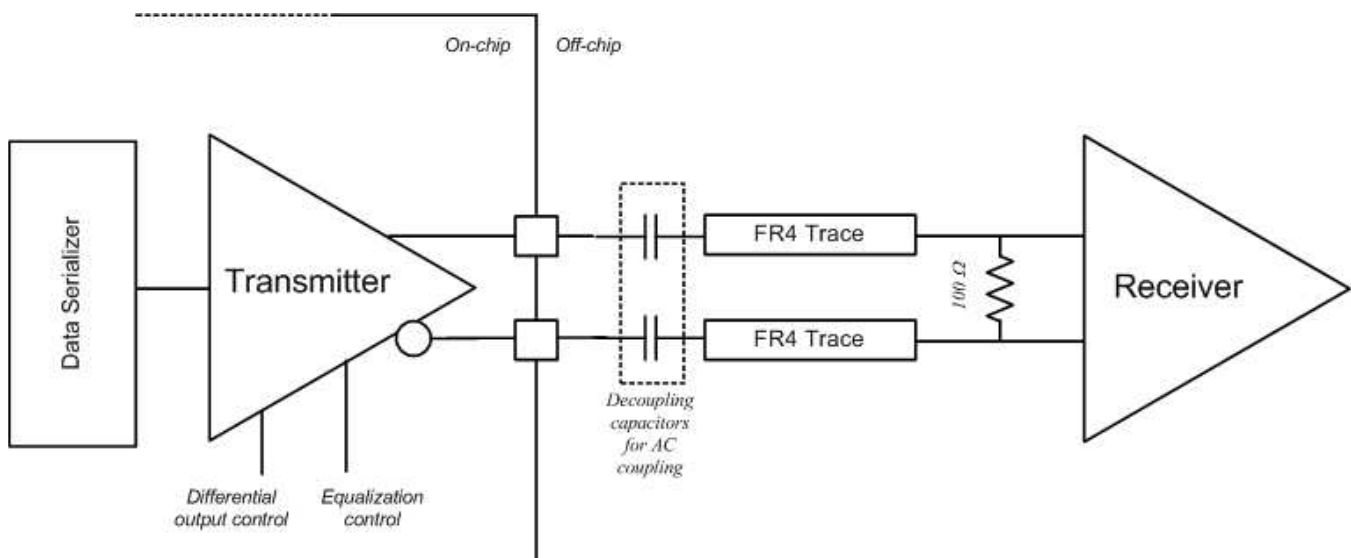 On-chip
Off-chip
Data Serializer
Transmitter
FR4 Trace
FR4 Trace
100 Ω
Receiver
Decoupling
capacitors
for AC
coupling
Differential
output control
Equalization
control